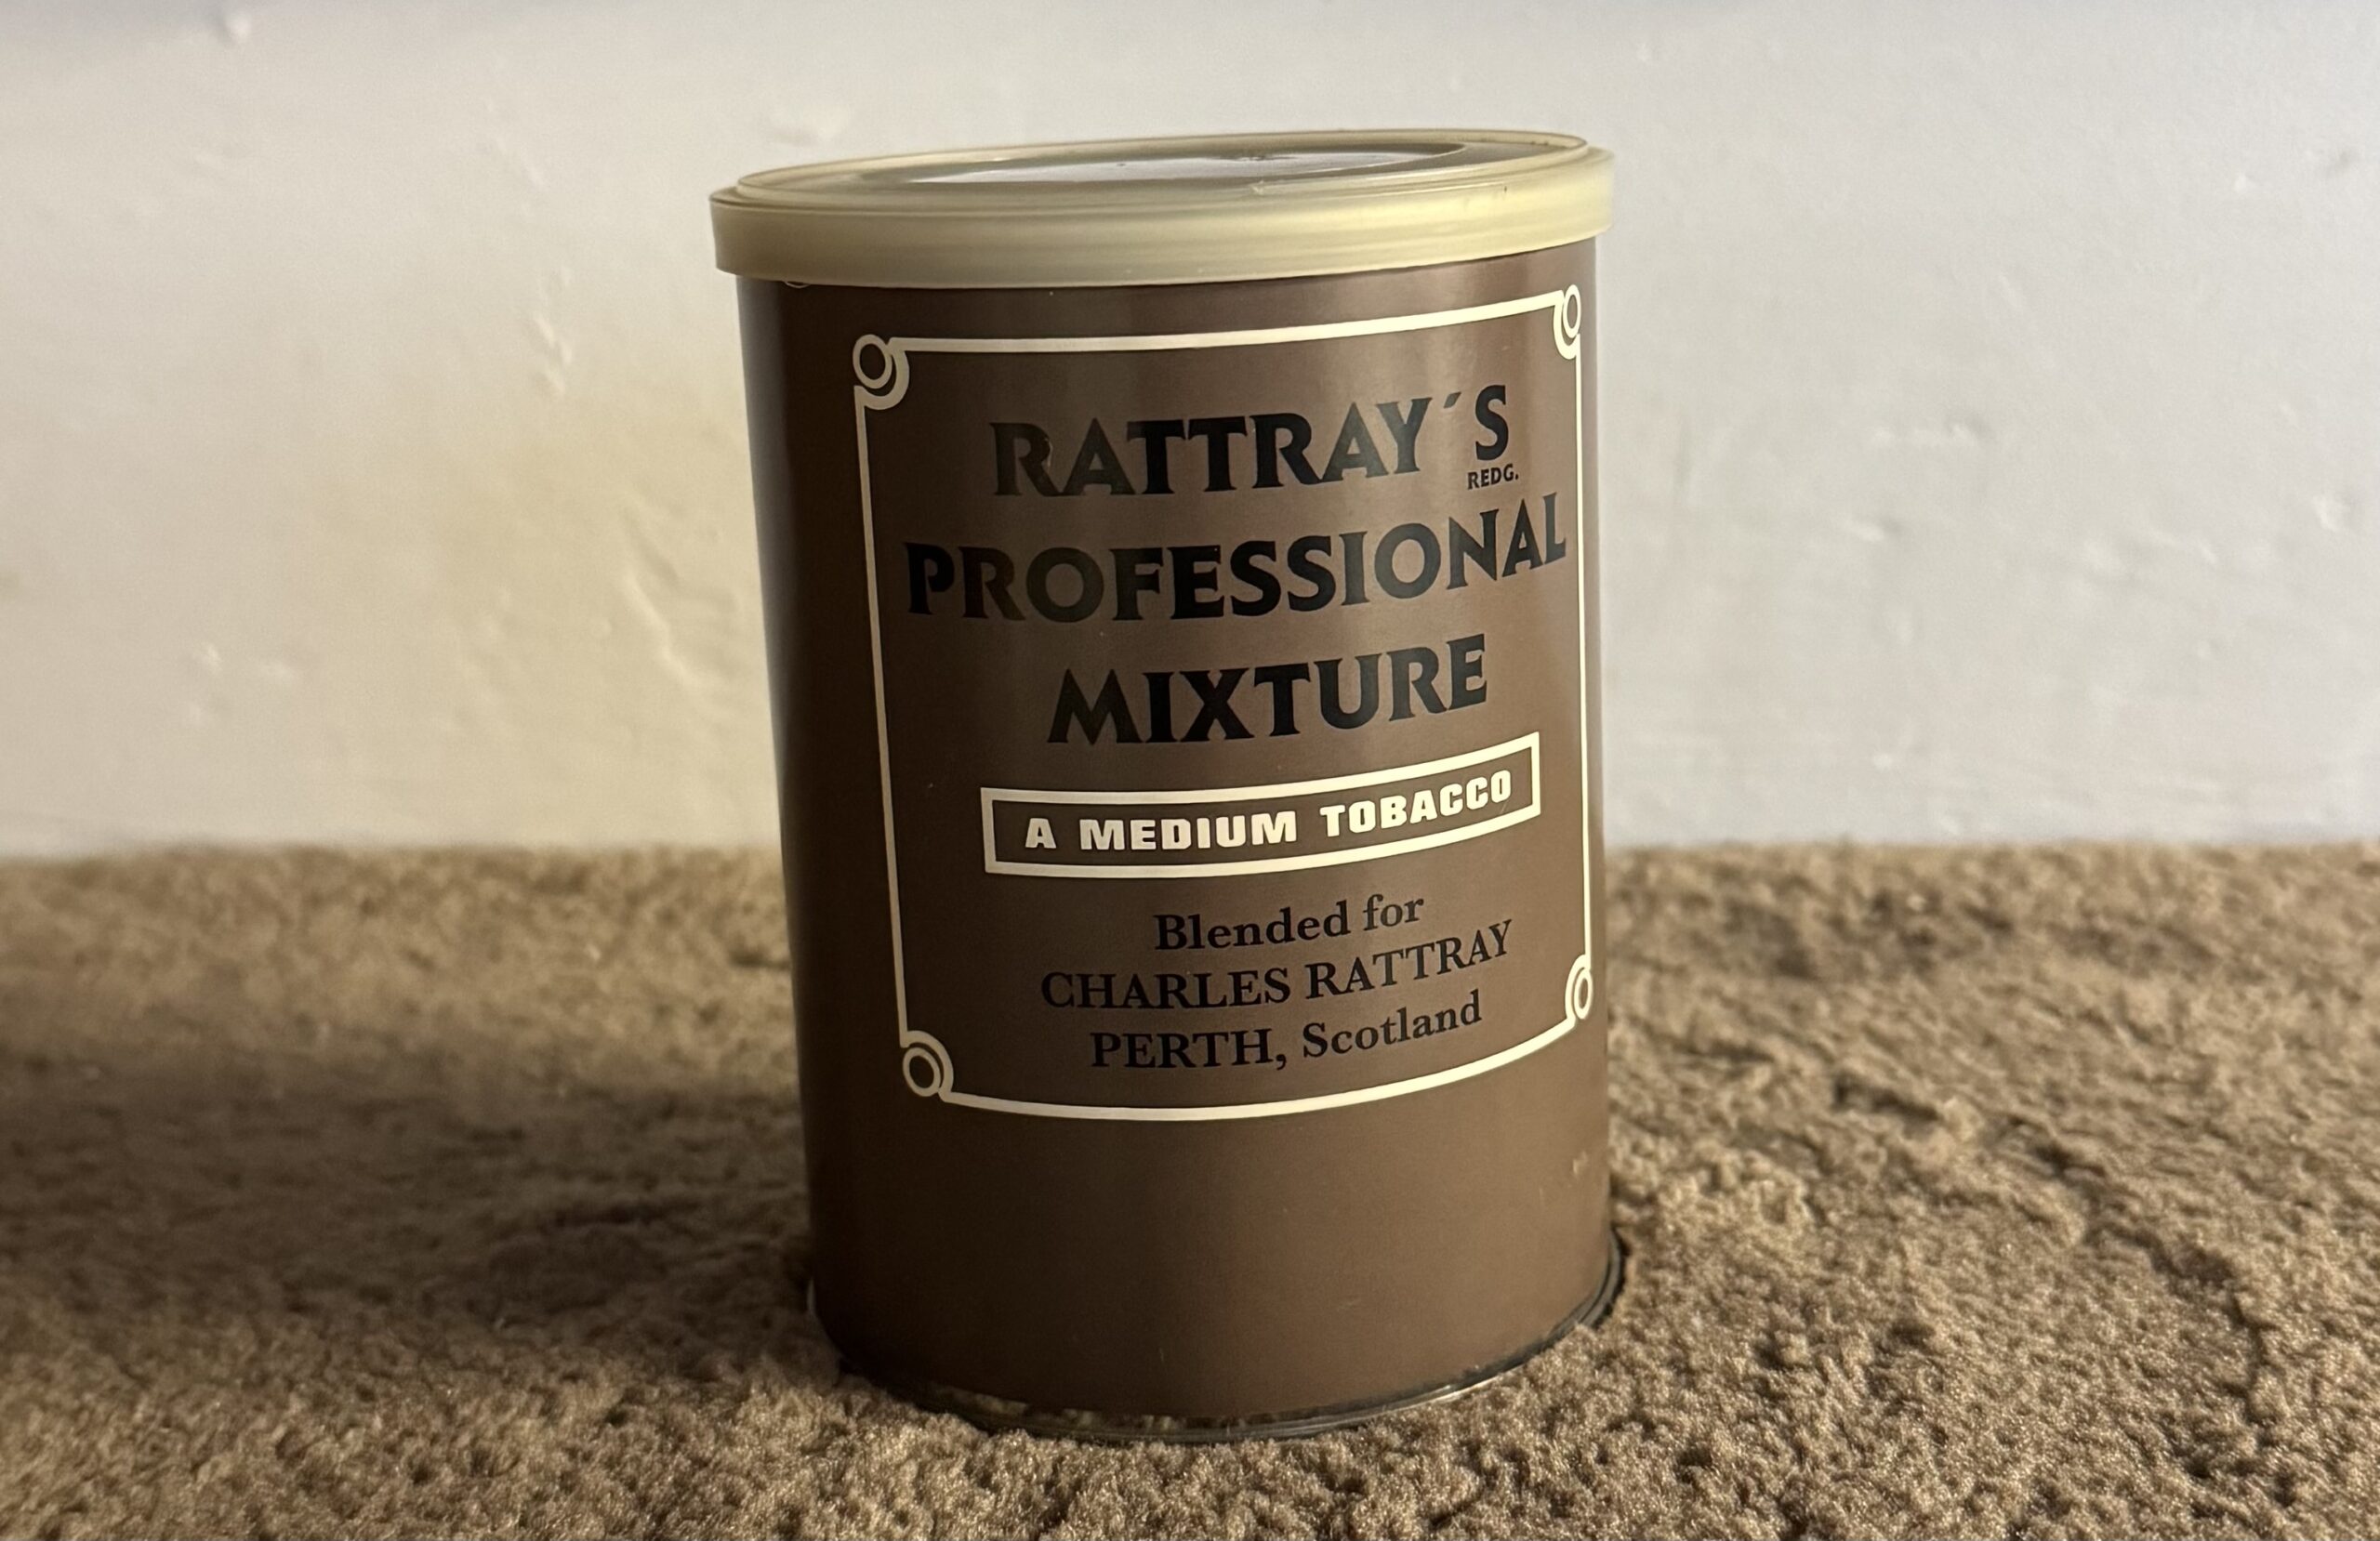 RATTRAY´S
REDG.
PROFESSIONAL
MIXTURE
A MEDIUM TOBACCO
Blended for
CHARLES RATTRAY
PERTH, Scotland